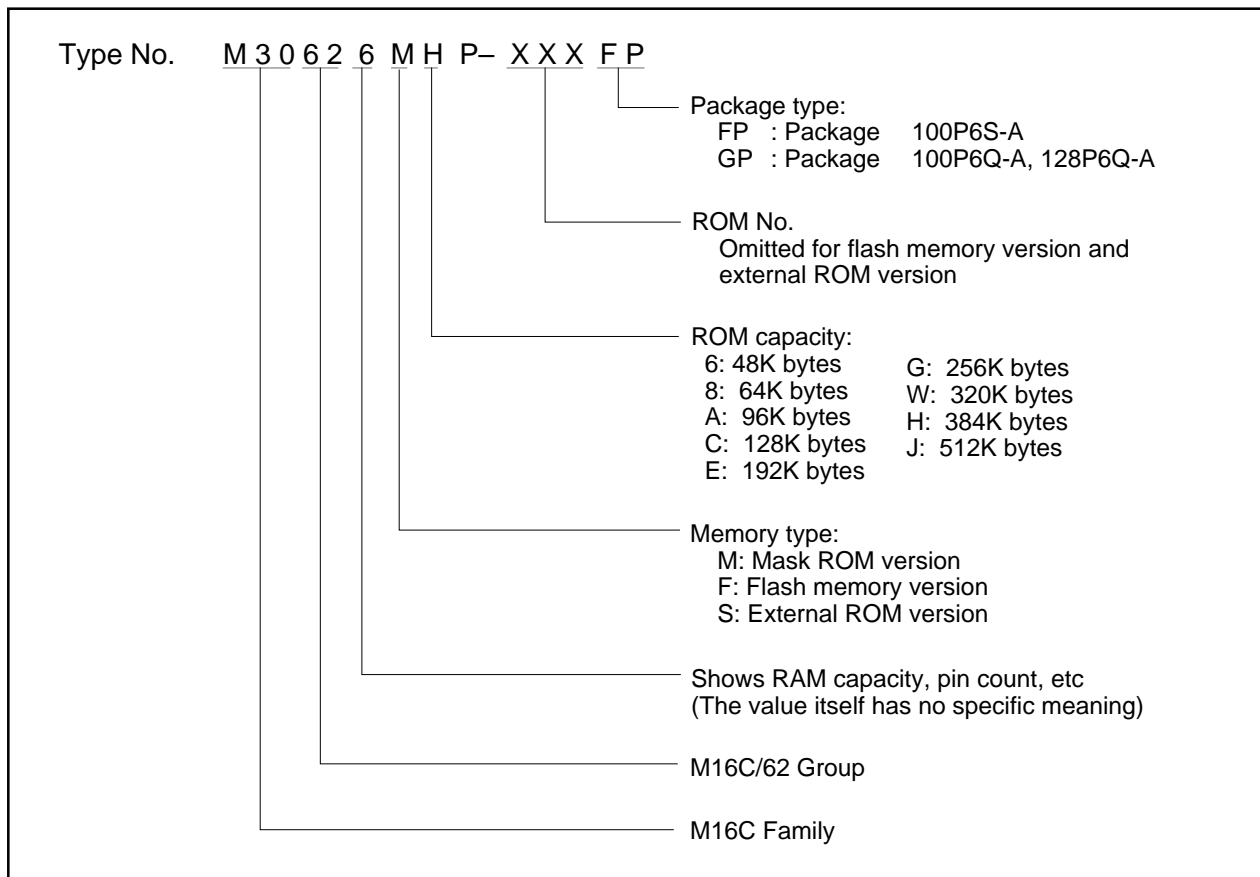 Type No. M 3 0 6 2 6 M H P– X X X F P
Package type:
FP : Package 100P6S-A
GP : Package 100P6Q-A, 128P6Q-A
ROM No.
Omitted for flash memory version and
external ROM version
ROM capacity:
6: 48K bytes
8: 64K bytes
A: 96K bytes
C: 128K bytes
E: 192K bytes
G: 256K bytes
W: 320K bytes
H: 384K bytes
J: 512K bytes
Memory type:
M: Mask ROM version
F: Flash memory version
S: External ROM version
Shows RAM capacity, pin count, etc
(The value itself has no specific meaning)
M16C/62 Group
M16C Family